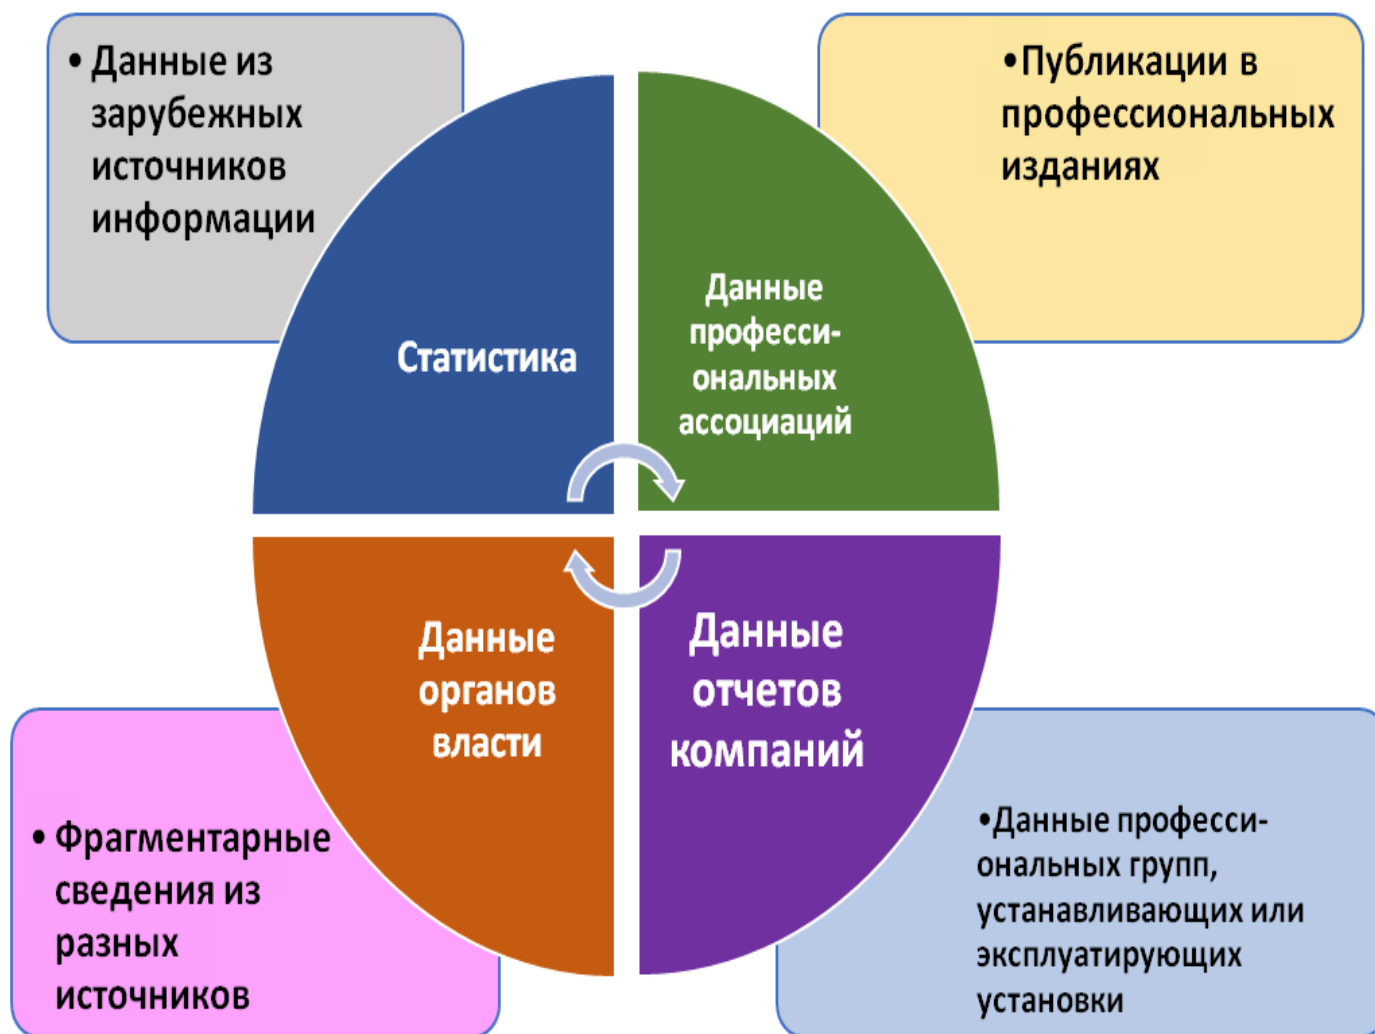 • Данные из
зарубежных
источников
информации
•Публикации в
профессиональных
изданиях
Статистика
Данные
професси-
ональных
ассоциаций
Данные
органов
власти
Данные
отчетов
компаний
• Фрагментарные
сведения из
разных
источников
•Данные професси-
ональных групп,
устанавливающих или
эксплуатирующих
установки